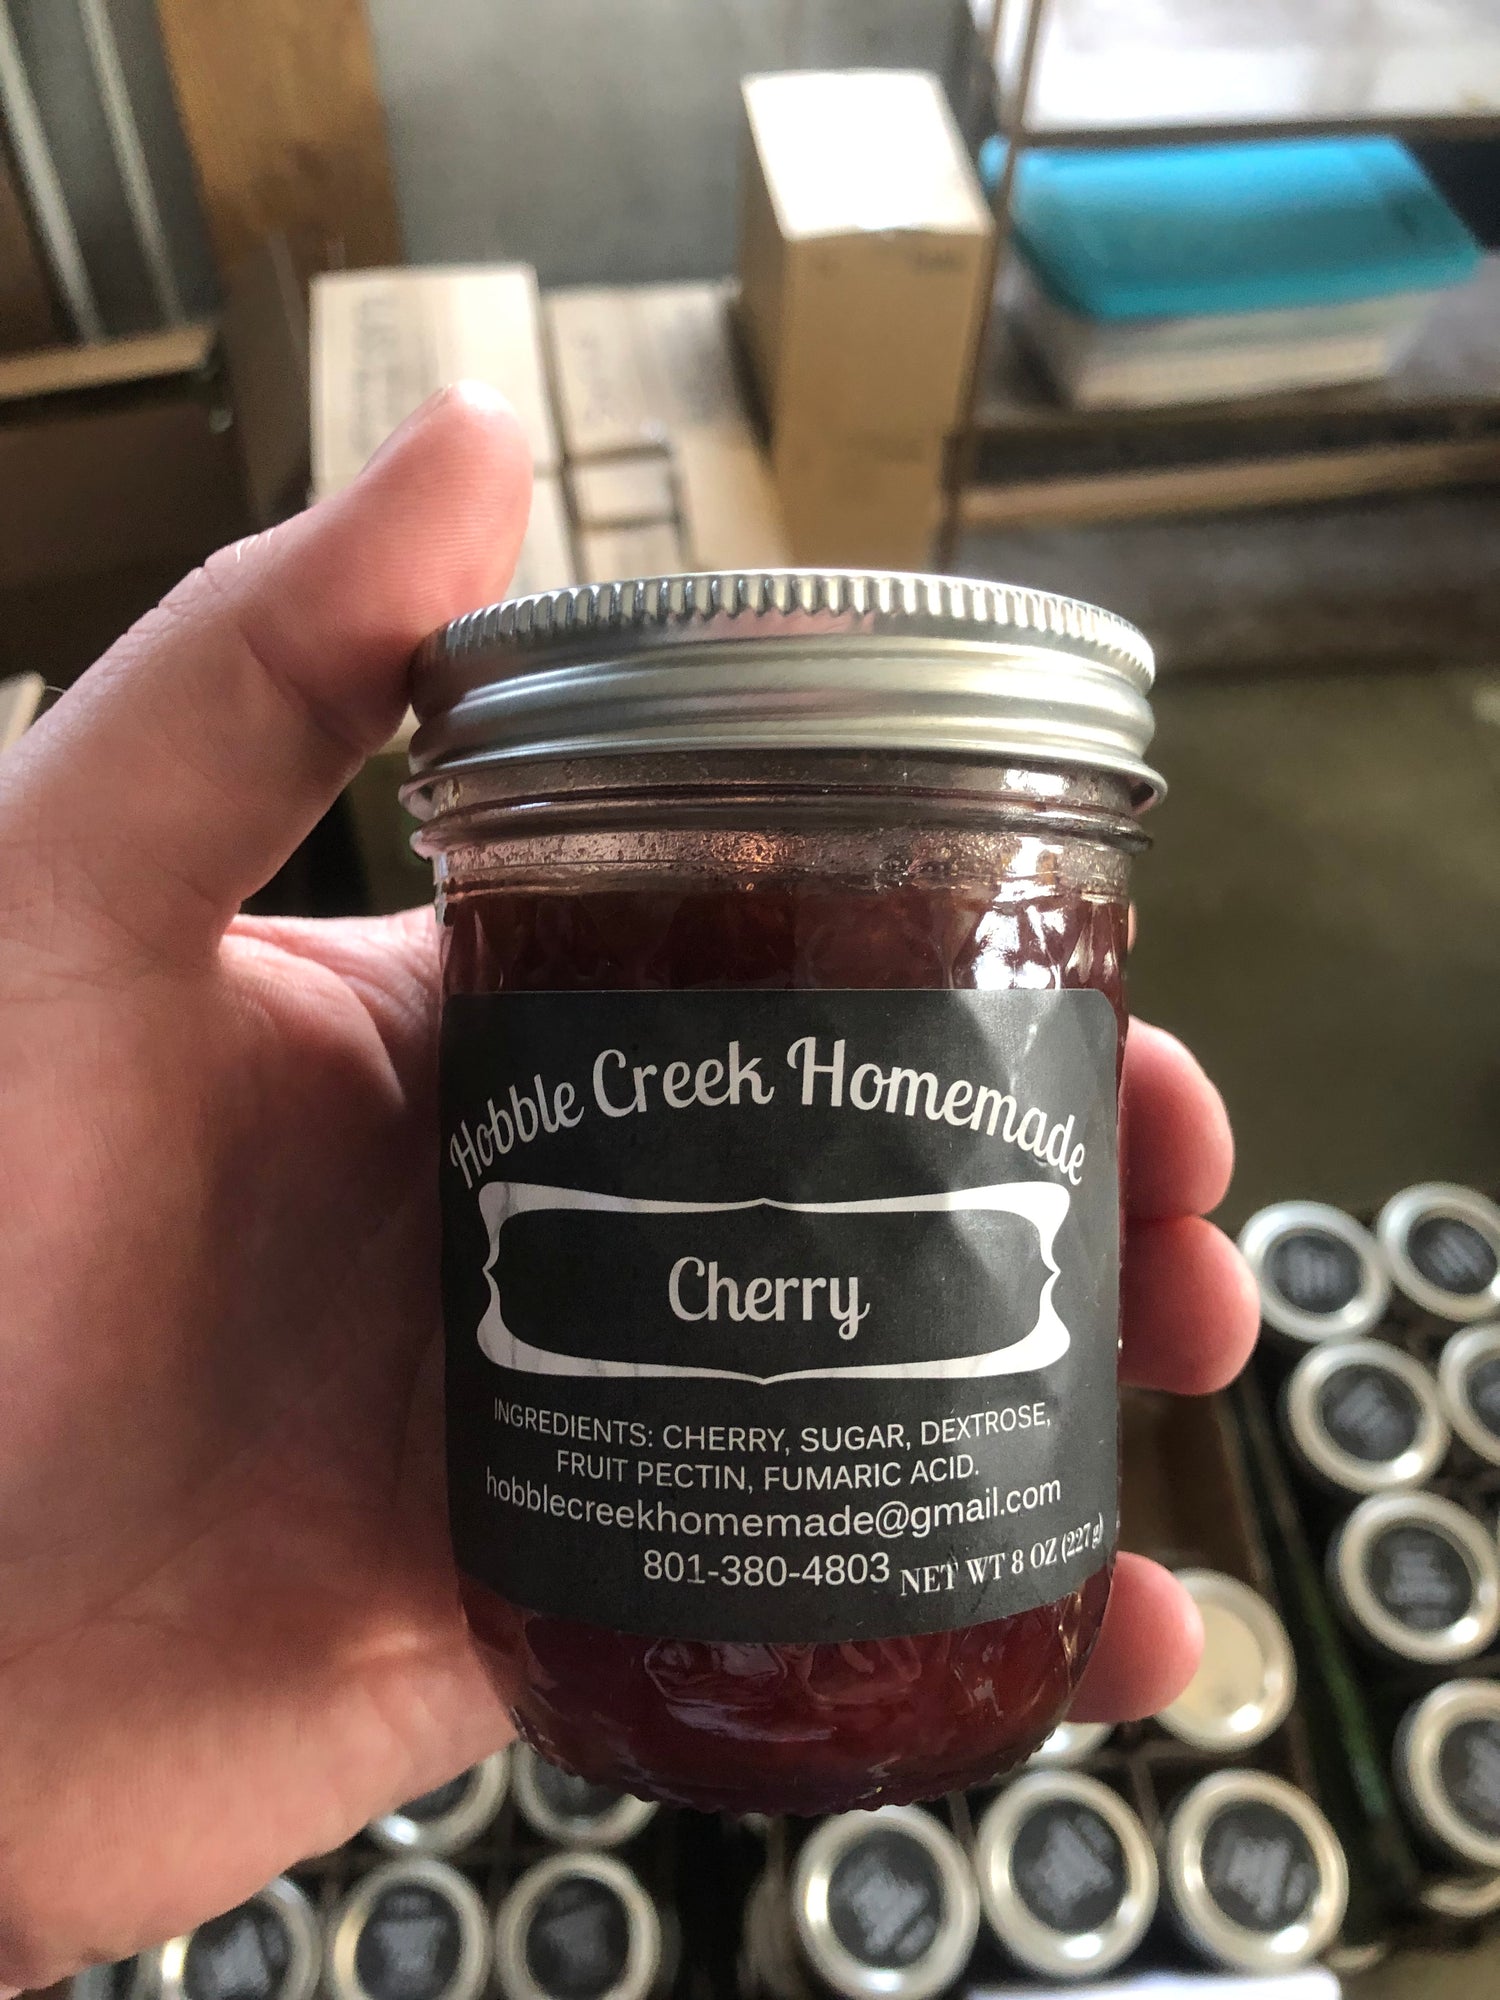 Hobble Creek Homemade
Cherry
INGREDIENTS: CHERRY, SUGAR, DEXTROSE,
FRUIT PECTIN, FUMARIC ACID.
hobblecreekhomemade@gmail.com
801-380-4803
NET WT 8 OZ (227 g)